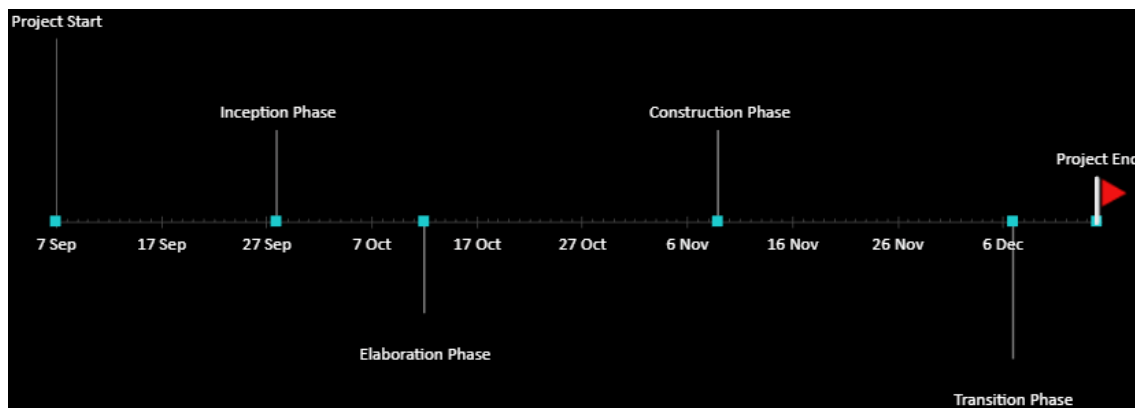 Project Start
Inception Phase
Construction Phase
Project End
7 Sep
17 Sep
27 Sep
7 Oct
17 Oct
27 Oct
6 Nov
16 Nov
26 Nov
6 Dec
Elaboration Phase
Transition Phase